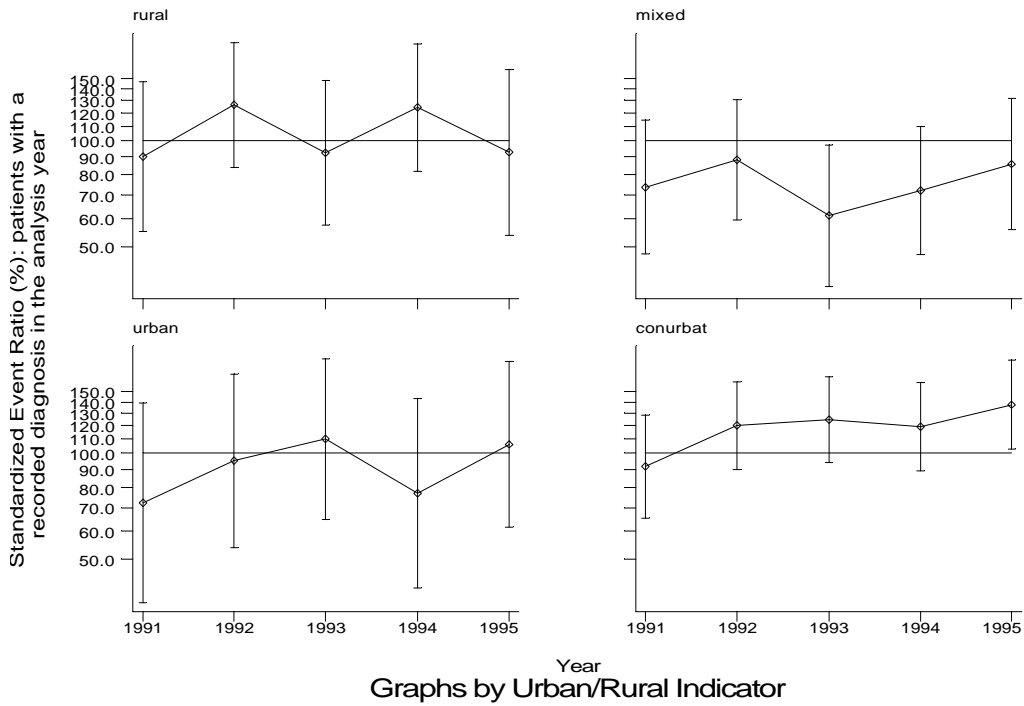 rural
mixed
150.0
140.0
130.0
120.0
110.0
100.0
90.0
80.0
70.0
60.0
50.0
urban
conurbat
150.0
140.0
130.0
120.0
110.0
100.0
90.0
80.0
70.0
60.0
50.0
1991 1992 1993 1994 1995
1991 1992 1993 1994 1995
Standardized Event Ratio (%): patients with a
recorded diagnosis in the analysis year
Year
Graphs by Urban/Rural Indicator